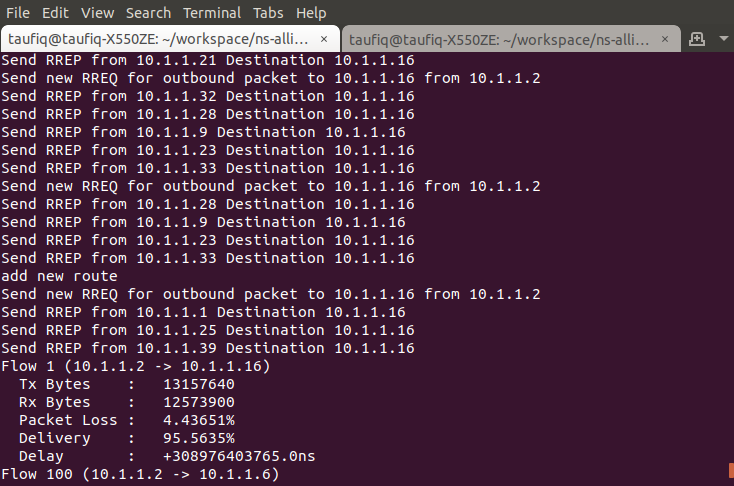 File Edit View Search Terminal Tabs Help
taufiq@taufiq-X550ZE: ~/workspace/ns-alli... × taufiq@taufiq-X550ZE: ~/workspace/ns-alli... ×
Send RREP from 10.1.1.21 Destination 10.1.1.16
Send new RREQ for outbound packet to 10.1.1.16 from 10.1.1.2
Send RREP from 10.1.1.32 Destination 10.1.1.16
Send RREP from 10.1.1.28 Destination 10.1.1.16
Send RREP from 10.1.1.9 Destination 10.1.1.16
Send RREP from 10.1.1.23 Destination 10.1.1.16
Send RREP from 10.1.1.33 Destination 10.1.1.16
Send new RREQ for outbound packet to 10.1.1.16 from 10.1.1.2
Send RREP from 10.1.1.28 Destination 10.1.1.16
Send RREP from 10.1.1.9 Destination 10.1.1.16
Send RREP from 10.1.1.23 Destination 10.1.1.16
Send RREP from 10.1.1.33 Destination 10.1.1.16
add new route
Send new RREQ for outbound packet to 10.1.1.16 from 10.1.1.2
Send RREP from 10.1.1.1 Destination 10.1.1.16
Send RREP from 10.1.1.25 Destination 10.1.1.16
Send RREP from 10.1.1.39 Destination 10.1.1.16
Flow 1 (10.1.1.2 -> 10.1.1.16)
  Tx Bytes    :   13157640
  Rx Bytes    :   12573900
  Packet Loss :   4.43651%
  Delivery    :   95.5635%
  Delay       :   +308976403765.0ns
Flow 100 (10.1.1.2 -> 10.1.1.6)